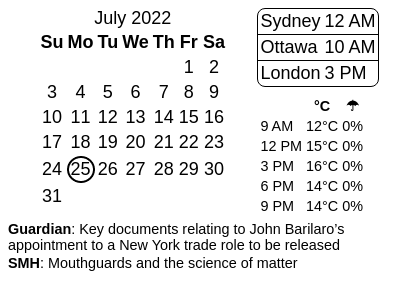 July 2022
Su Mo Tu We Th Fr Sa
1 2
3 4 5 6 7 8 9
10 11 12 13 14 15 16
17 18 19 20 21 22 23
24 25 26 27 28 29 30
31
Sydney 12 AM
Ottawa 10 AM
London 3 PM
°C ☂
9 AM 12°C 0%
12 PM 15°C 0%
3 PM 16°C 0%
6 PM 14°C 0%
9 PM 14°C 0%
Guardian: Key documents relating to John Barilaro’s
appointment to a New York trade role to be released
SMH: Mouthguards and the science of matter